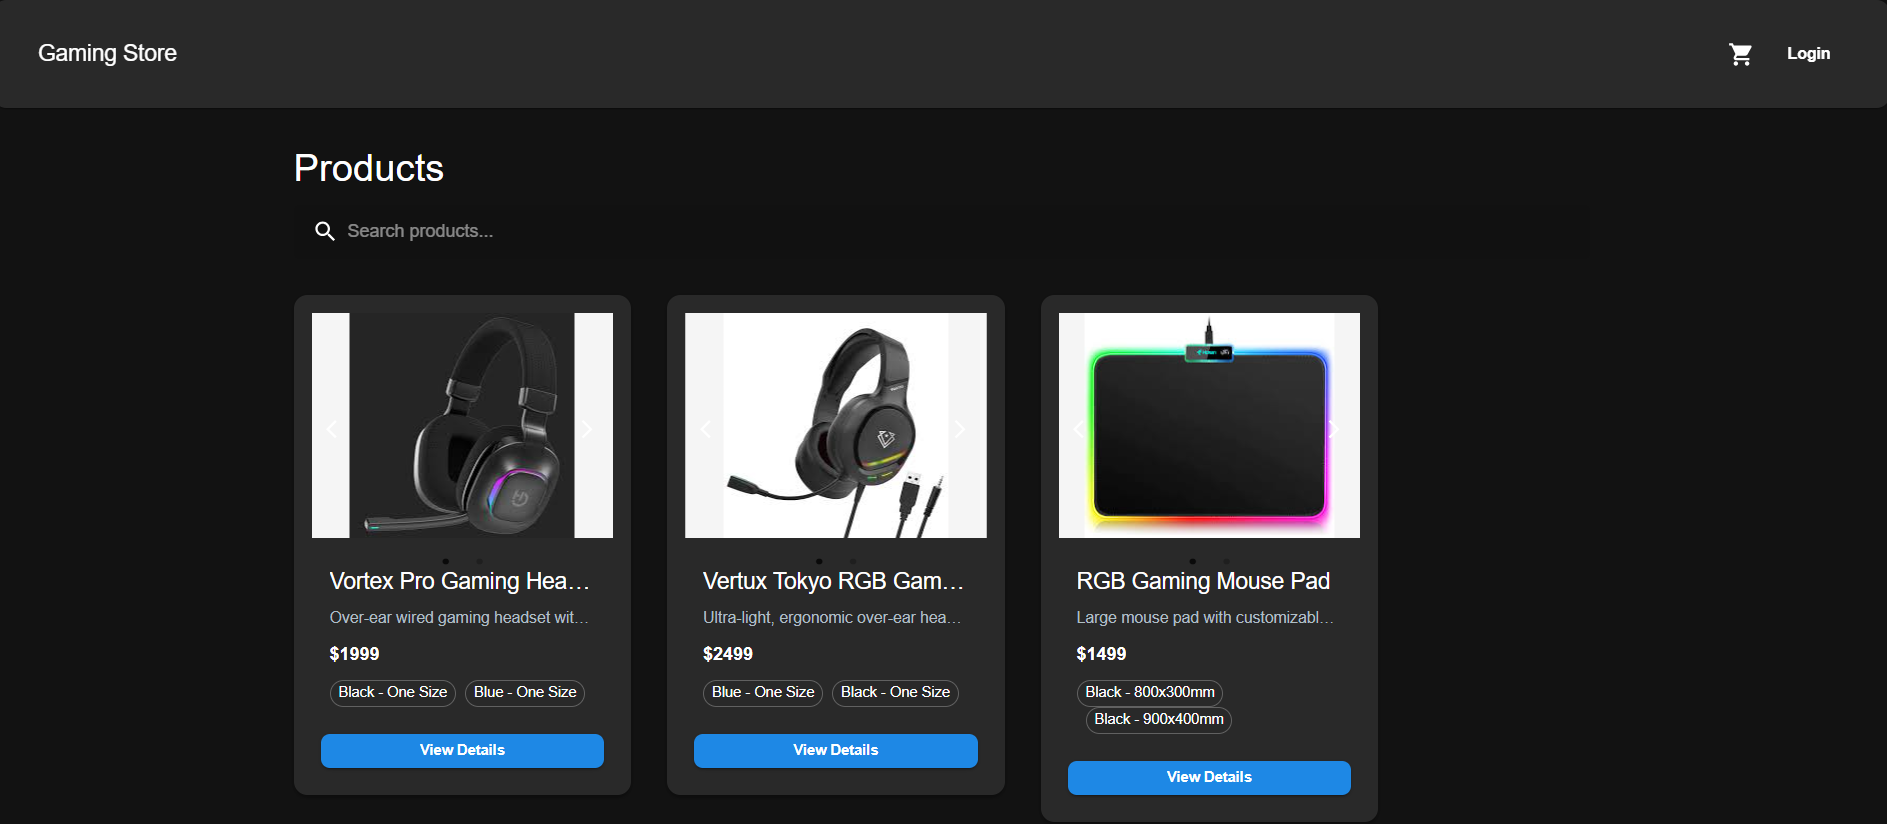 Gaming Store
Login
Products
Search products...
Vortex Pro Gaming Hea...
Over-ear wired gaming headset wit...
$1999
Black - One Size
Blue - One Size
View Details
Vertux Tokyo RGB Gam...
Ultra-light, ergonomic over-ear hea...
$2499
Blue - One Size
Black - One Size
View Details
RGB Gaming Mouse Pad
Large mouse pad with customizabl...
$1499
Black - 800x300mm
Black - 900x400mm
View Details